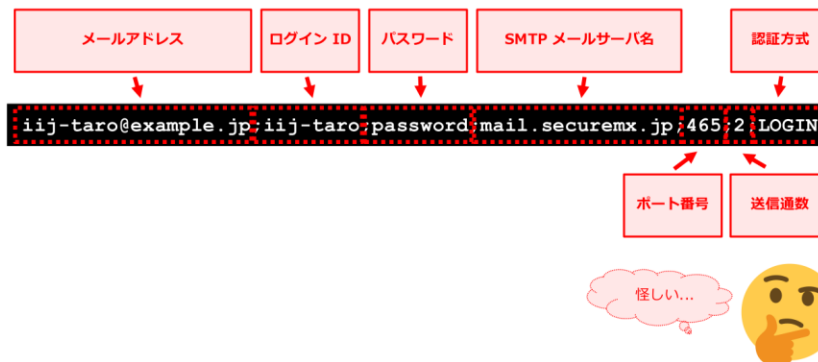 メールアドレス
ログイン ID
パスワード
SMTP メールサーバ名
認証方式
iij-taro@example.jp;iij-taro;password;mail.securemx.jp;465;2;LOGIN
ポート番号
送信通数
怪しい...